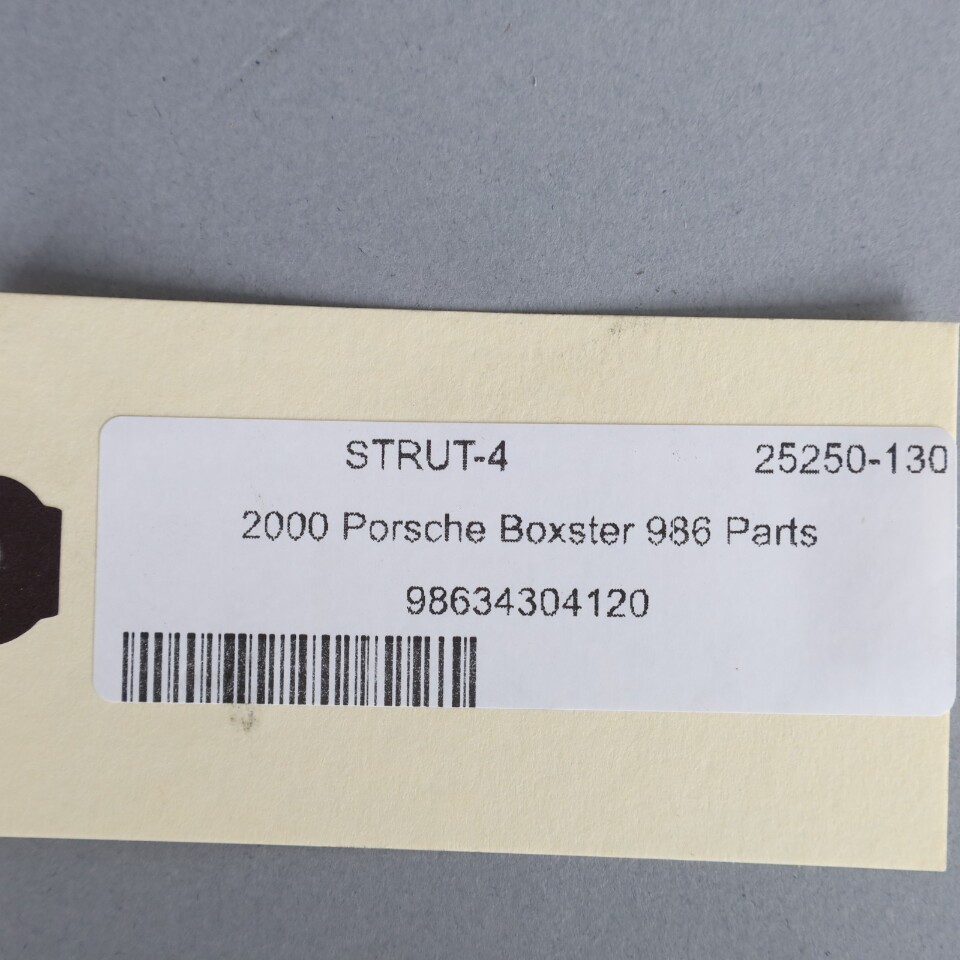 STRUT-4 25250-130
2000 Porsche Boxster 986 Parts
98634304120